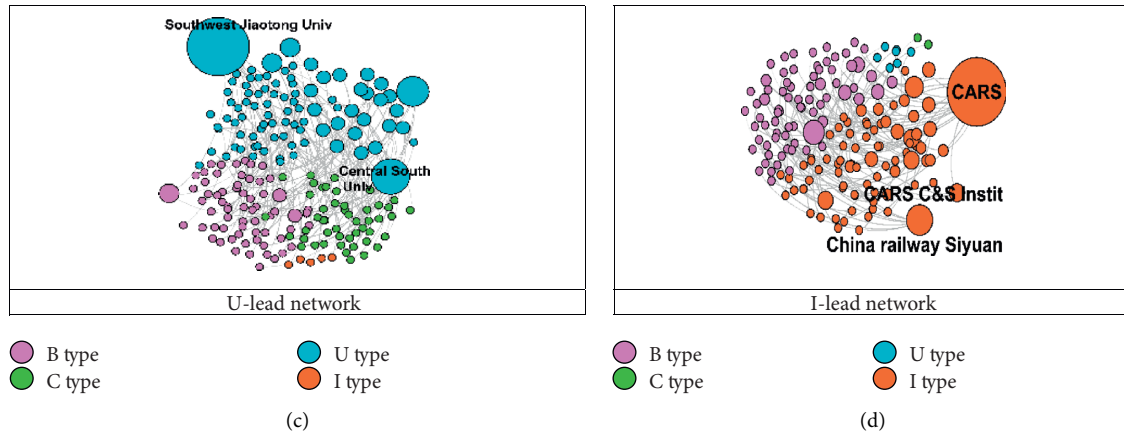 Southwest Jiaotong Univ
Central South
Univ
U-lead network
B type
U type
C type
I type
(c)
CARS
CARS C&S Instit
China railway Siyuan
I-lead network
B type
U type
C type
I type
(d)